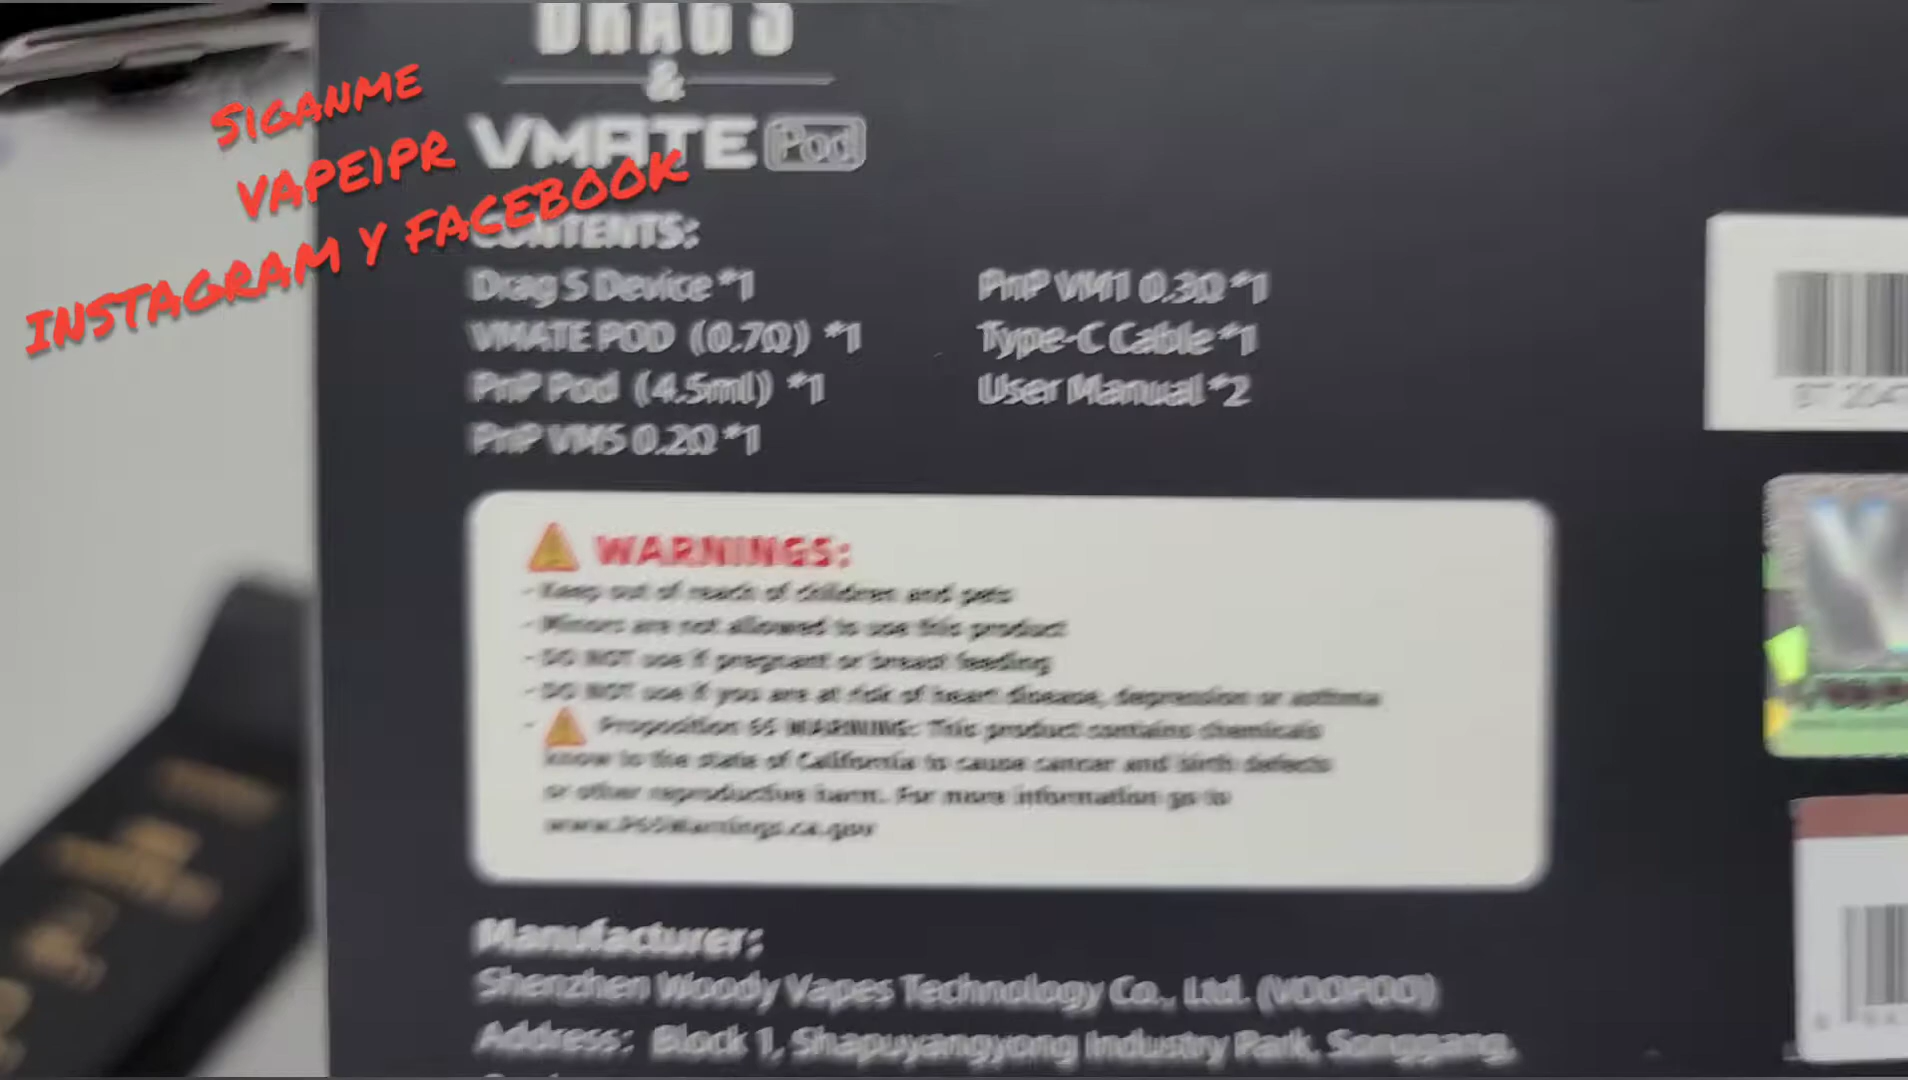 DRAG S
&
VMATE Pod
SIGANME
VAPE1PR
INSTAGRAM Y FACEBOOK
CONTENTS:
Drag S Device *1
VMATE POD (0.7Ω) *1
PnP Pod (4.5ml) *1
PnP VM5 0.2Ω *1
PnP VM1 0.3Ω *1
Type-C Cable *1
User Manual *2
WARNINGS:
- Keep out of reach of children and pets
- Minors are not allowed to use this product
- DO NOT use if pregnant or breast feeding
- DO NOT use if you are at risk of heart disease, depression or asthma
- Proposition 65 WARNING: This product contains chemicals
know to the state of California to cause cancer and birth defects
or other reproductive harm. For more information go to
www.P65Warnings.ca.gov
Manufacturer:
Shenzhen Woody Vapes Technology Co., Ltd. (VOOPOO)
Address: Block 1, Shapuyangyong Industry Park, Songgang,